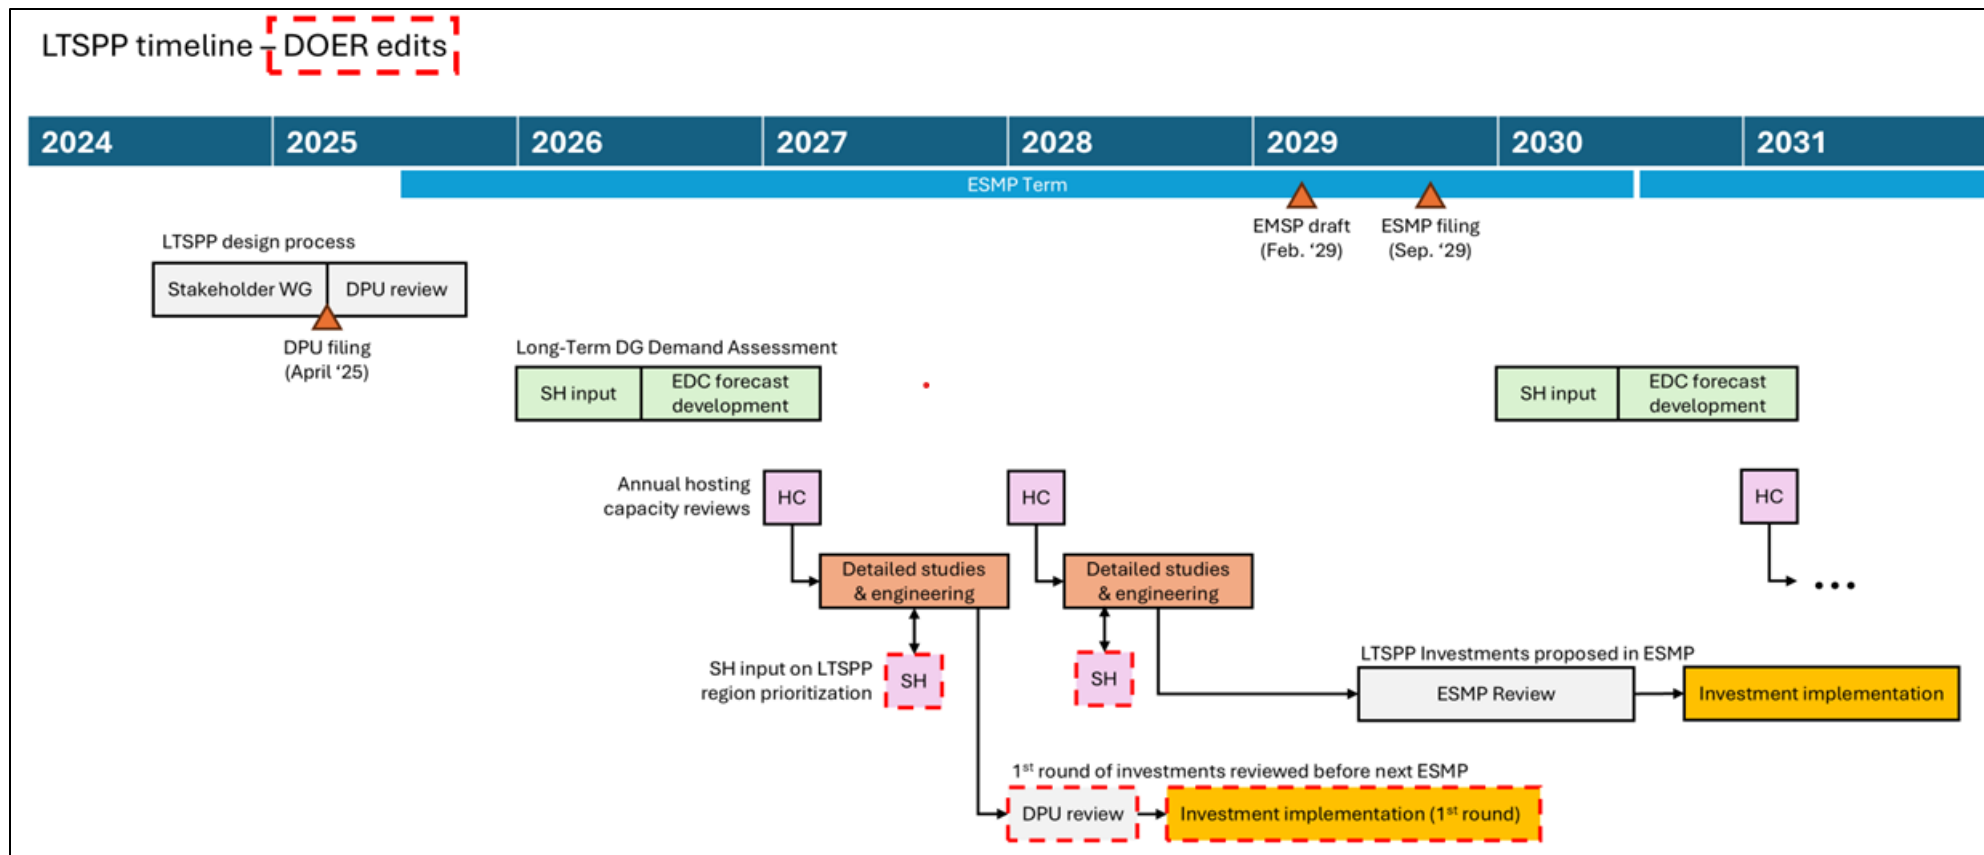 LTSPP timeline – DOER edits
2024 2025 2026 2027 2028 2029 2030 2031
ESMP Term
EMSP draft
(Feb. ‘29)
ESMP filing
(Sep. ‘29)
LTSPP design process
Stakeholder WG
DPU review
DPU filing
(April ‘25)
Long-Term DG Demand Assessment
SH input
EDC forecast
development
SH input
EDC forecast
development
Annual hosting
capacity reviews
HC
HC
HC
Detailed studies
& engineering
Detailed studies
& engineering
...
SH input on LTSPP
region prioritization
SH
SH
LTSPP Investments proposed in ESMP
ESMP Review
Investment implementation
1st round of investments reviewed before next ESMP
DPU review
Investment implementation (1st round)